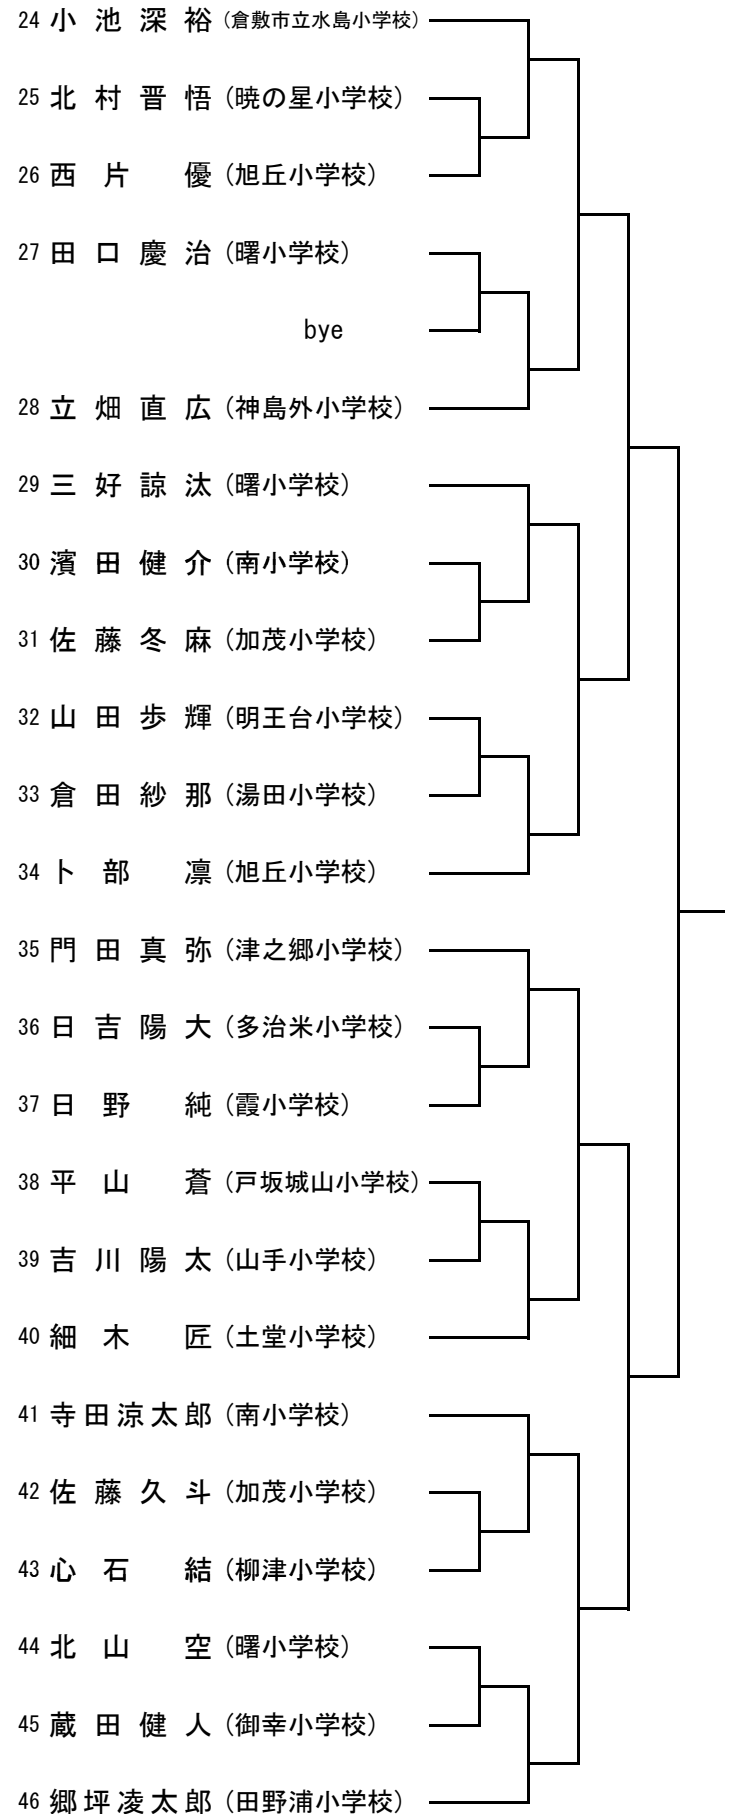 24 小池深裕 (倉敷市立水島小学校)
25 北村晋悟 (暁の星小学校)
26 西片優 (旭丘小学校)
27 田口慶治 (曙小学校)
bye
28 立畑直広 (神島外小学校)
29 三好諒汰 (曙小学校)
30 濱田健介 (南小学校)
31 佐藤冬麻 (加茂小学校)
32 山田歩輝 (明王台小学校)
33 倉田紗那 (湯田小学校)
34 卜部凛 (旭丘小学校)
35 門田真弥 (津之郷小学校)
36 日吉陽大 (多治米小学校)
37 日野純 (霞小学校)
38 平山蒼 (戸坂城山小学校)
39 吉川陽太 (山手小学校)
40 細木匠 (土堂小学校)
41 寺田涼太郎 (南小学校)
42 佐藤久斗 (加茂小学校)
43 心石結 (柳津小学校)
44 北山空 (曙小学校)
45 蔵田健人 (御幸小学校)
46 郷坪凌太郎 (田野浦小学校)